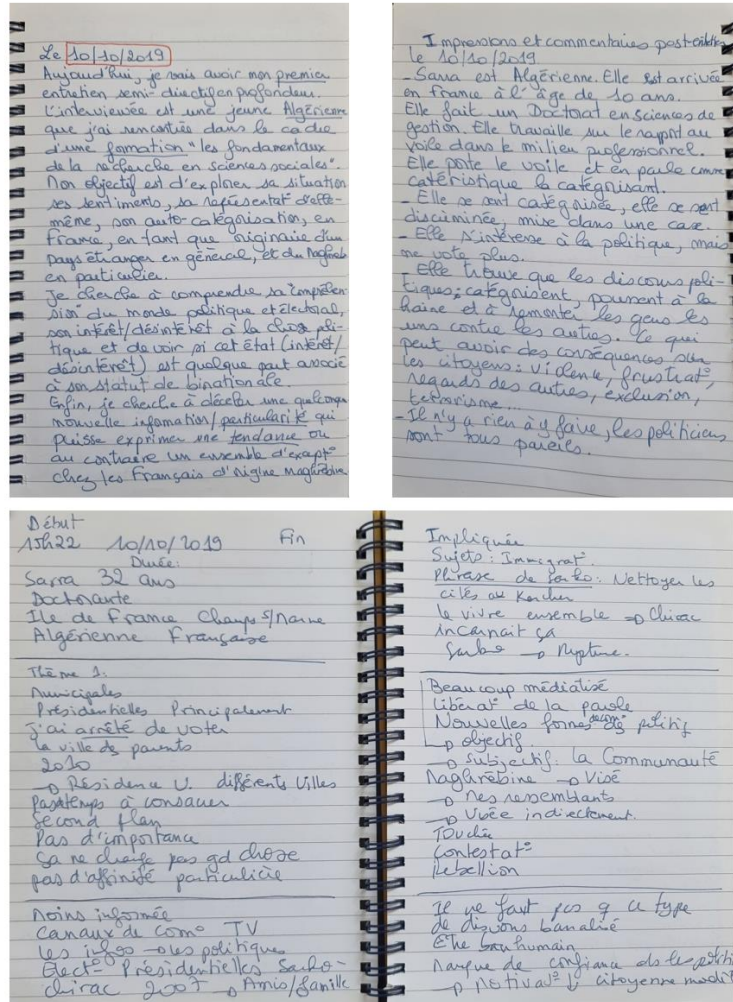 Le 10/10/2019
Aujourd'hui, je vais avoir mon premier
entretien semi-directif en profondeur.
L'interviewée est une jeune Algérienne
que j'ai rencontrée dans le cadre
d'une formation "les fondamentaux
de la recherche en sciences sociales".
Mon objectif est d'explorer sa situation
ses sentiments, sa représentat° d'elle-
même, son auto-catégorisation, en
France, en tant que originaire d'un
pays étranger en général, et du Maghreb
en particulier.
Je cherche à comprendre sa "compréhen-
sion" du monde politique et électoral,
son intérêt/désintérêt à la chose poli-
tique et de voir si cet état (intérêt/
désintérêt) est quelque part associé
à son statut de binationale.
Enfin, je cherche à déceler une quelconque
nouvelle information/particularité qui
puisse exprimer une tendance ou
au contraire un ensemble d'except°
chez les Français d'origine maghrébine
Impressions et commentaires post-entretien
le 10/10/2019
- Sara est Algérienne. Elle est arrivée
en france à l'âge de 10 ans.
Elle fait un Doctorat en sciences de
gestion. Elle travaille sur le rapport au
voile dans le milieu professionnel.
Elle porte le voile et en parle comme
catéristique la catégorisant.
- Elle se sent catégorisée, elle se sent
discriminée, mise dans une case.
- Elle s'intéresse à la politique, mais
ne vote plus.
- Elle trouve que les discours poli-
tiques: catégorisent, poussent à la
haine et à remonter les gens les
uns contre les autres. Ce qui
peut avoir des conséquences sur
les citoyens: violence, frustrat°,
regards des autres, exclusion,
terrorisme...
- Il n'y a rien à y faire, les politiciens
sont tous pareils.
Début
15h22 10/10/2019 Fin
Durée:
Sarra 32 ans
Doctorante
Ile de France Champs s/Marne
Algérienne Française
Thème 1:
Municipales
Présidentielles Principalement
j'ai arrêté de voter
la ville des parents
2010
→ Résidence U. différents villes
pas temps à consacrer
Second plan
Pas d'importance
Ça ne change pas gd chose
pas d'affinité particulière
Moins informée
Canaux de com° TV
les infos → les politiques
Elect° Présidentielles Sarko-
chirac 2007 → Amis/famille
Impliquée
Sujets: Immigrat°
Phrase de Sarko: Nettoyer les
cités au Karcher
le vivre ensemble → Chirac
incarnait ça
Sarko → Rupture.
Beaucoup médiatisé
libérat° de la parole
Nouvelles formes de com° politiq
→ objectif
→ Subjectif: la Communauté
Maghrébine → Visé
→ Mes ressemblants
→ Visée indirectement.
Touchée
Contestat°
Rebellion
Il ne faut pas q ce type
de discours banalisé
Etre humain
Manque de confiance ds les politi
→ Motivat° ↓ citoyenne